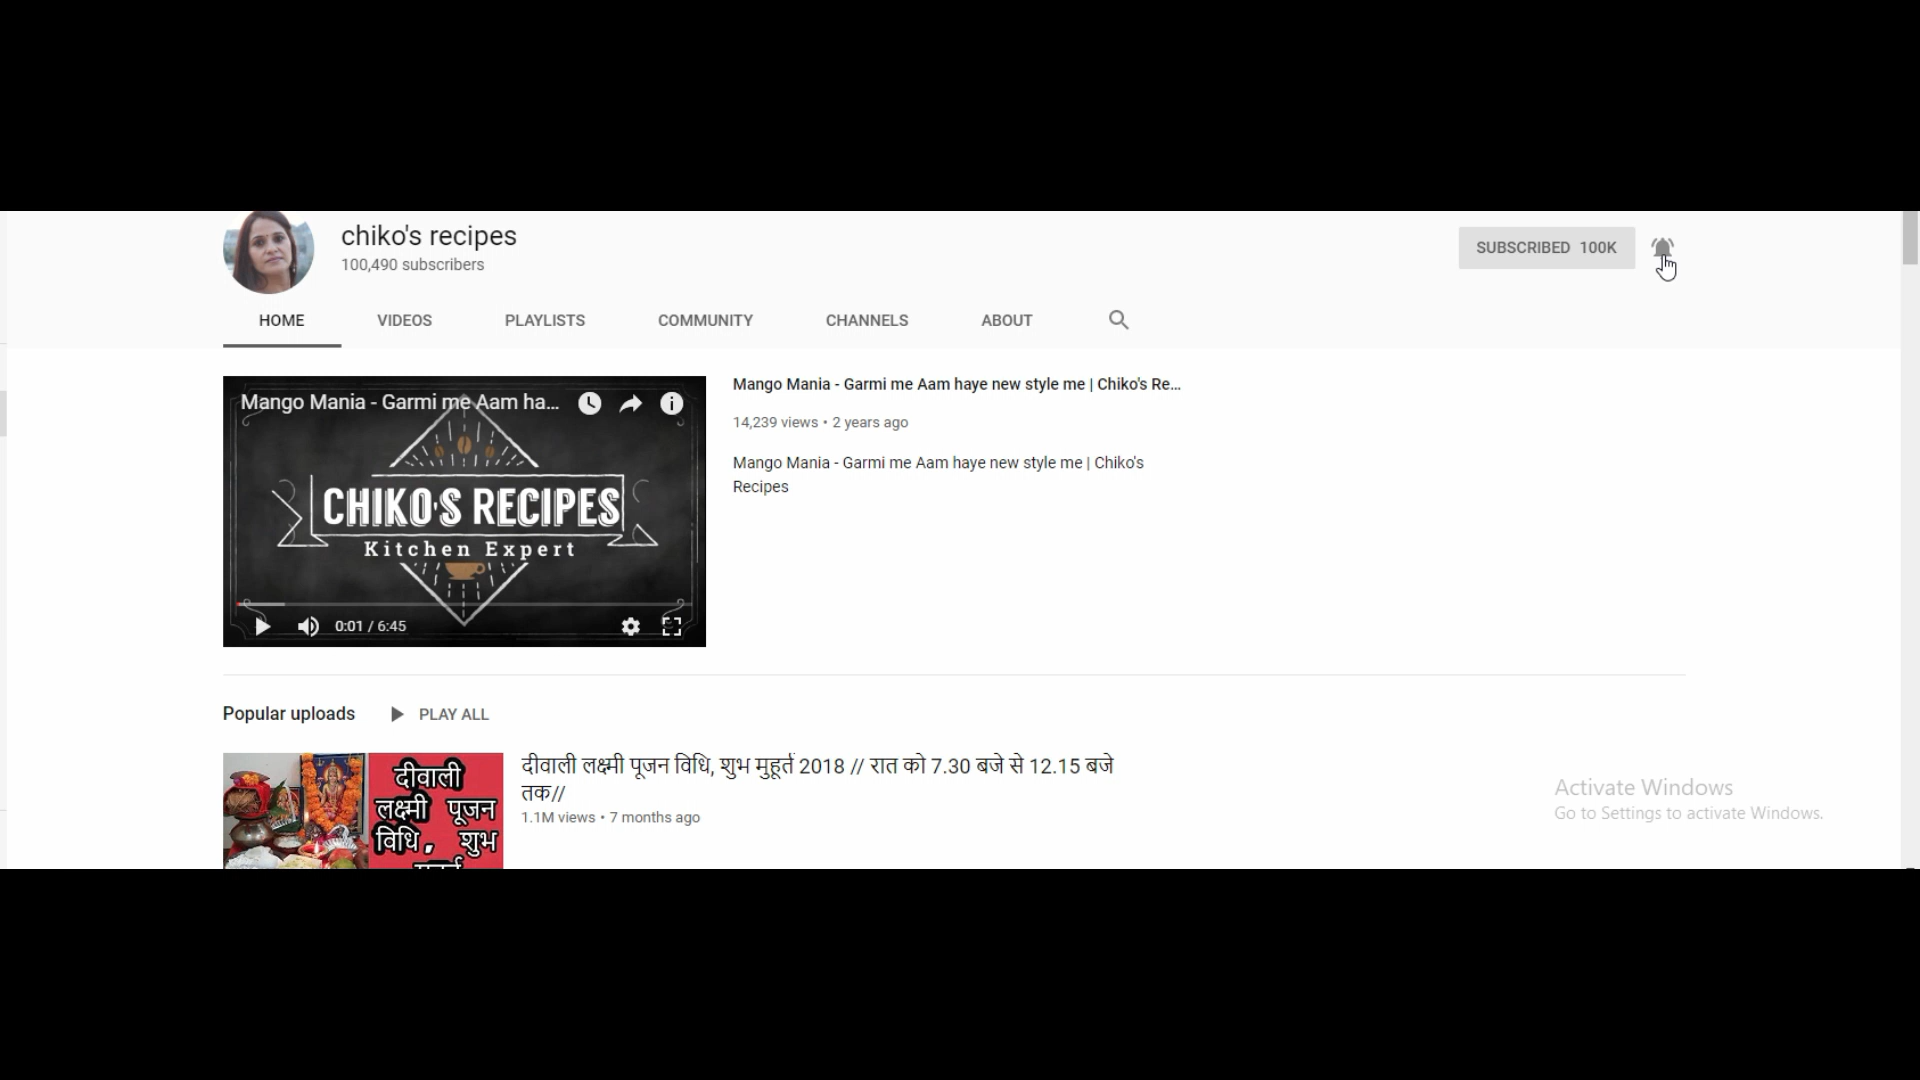 chiko's recipes
100,490 subscribers
SUBSCRIBED 100K
HOME VIDEOS PLAYLISTS COMMUNITY CHANNELS ABOUT
Mango Mania - Garmi me Aam ha...
CHIKO'S RECIPES
Kitchen Expert
0:01 / 6:45
Mango Mania - Garmi me Aam haye new style me | Chiko's Re...
14,239 views • 2 years ago
Mango Mania - Garmi me Aam haye new style me | Chiko's
Recipes
Popular uploads PLAY ALL
दीवाली
लक्ष्मी पूजन
विधि, शुभ
दीवाली लक्ष्मी पूजन विधि, शुभ मुहूर्त 2018 // रात को 7.30 बजे से 12.15 बजे
तक//
1.1M views • 7 months ago
Activate Windows
Go to Settings to activate Windows.